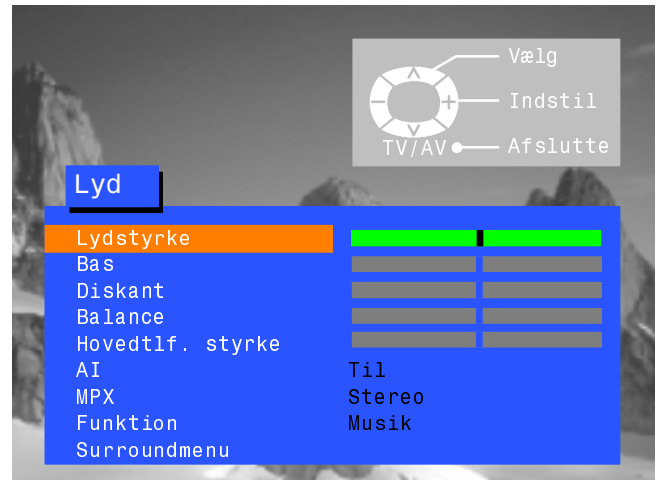 Vælg
Indstil
TV/AV Afslutte
Lyd
Lydstyrke
Bas
Diskant
Balance
Hovedtlf. styrke
AI Til
MPX Stereo
Funktion Musik
Surroundmenu